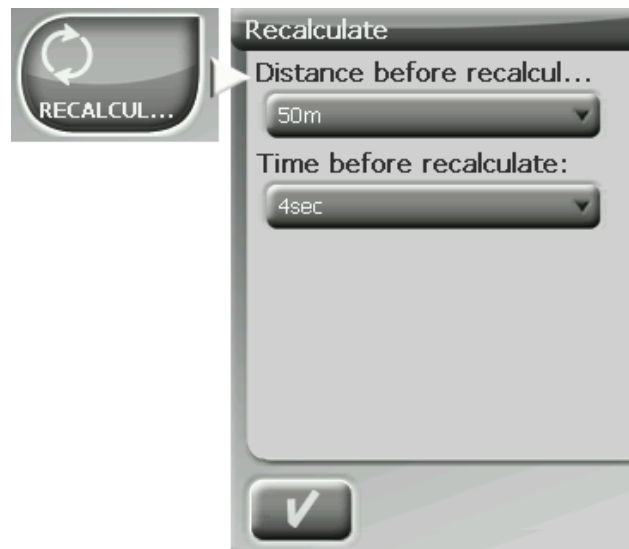 RECALCUL...
Recalculate
Distance before recalcul...
50m
Time before recalculate:
4sec